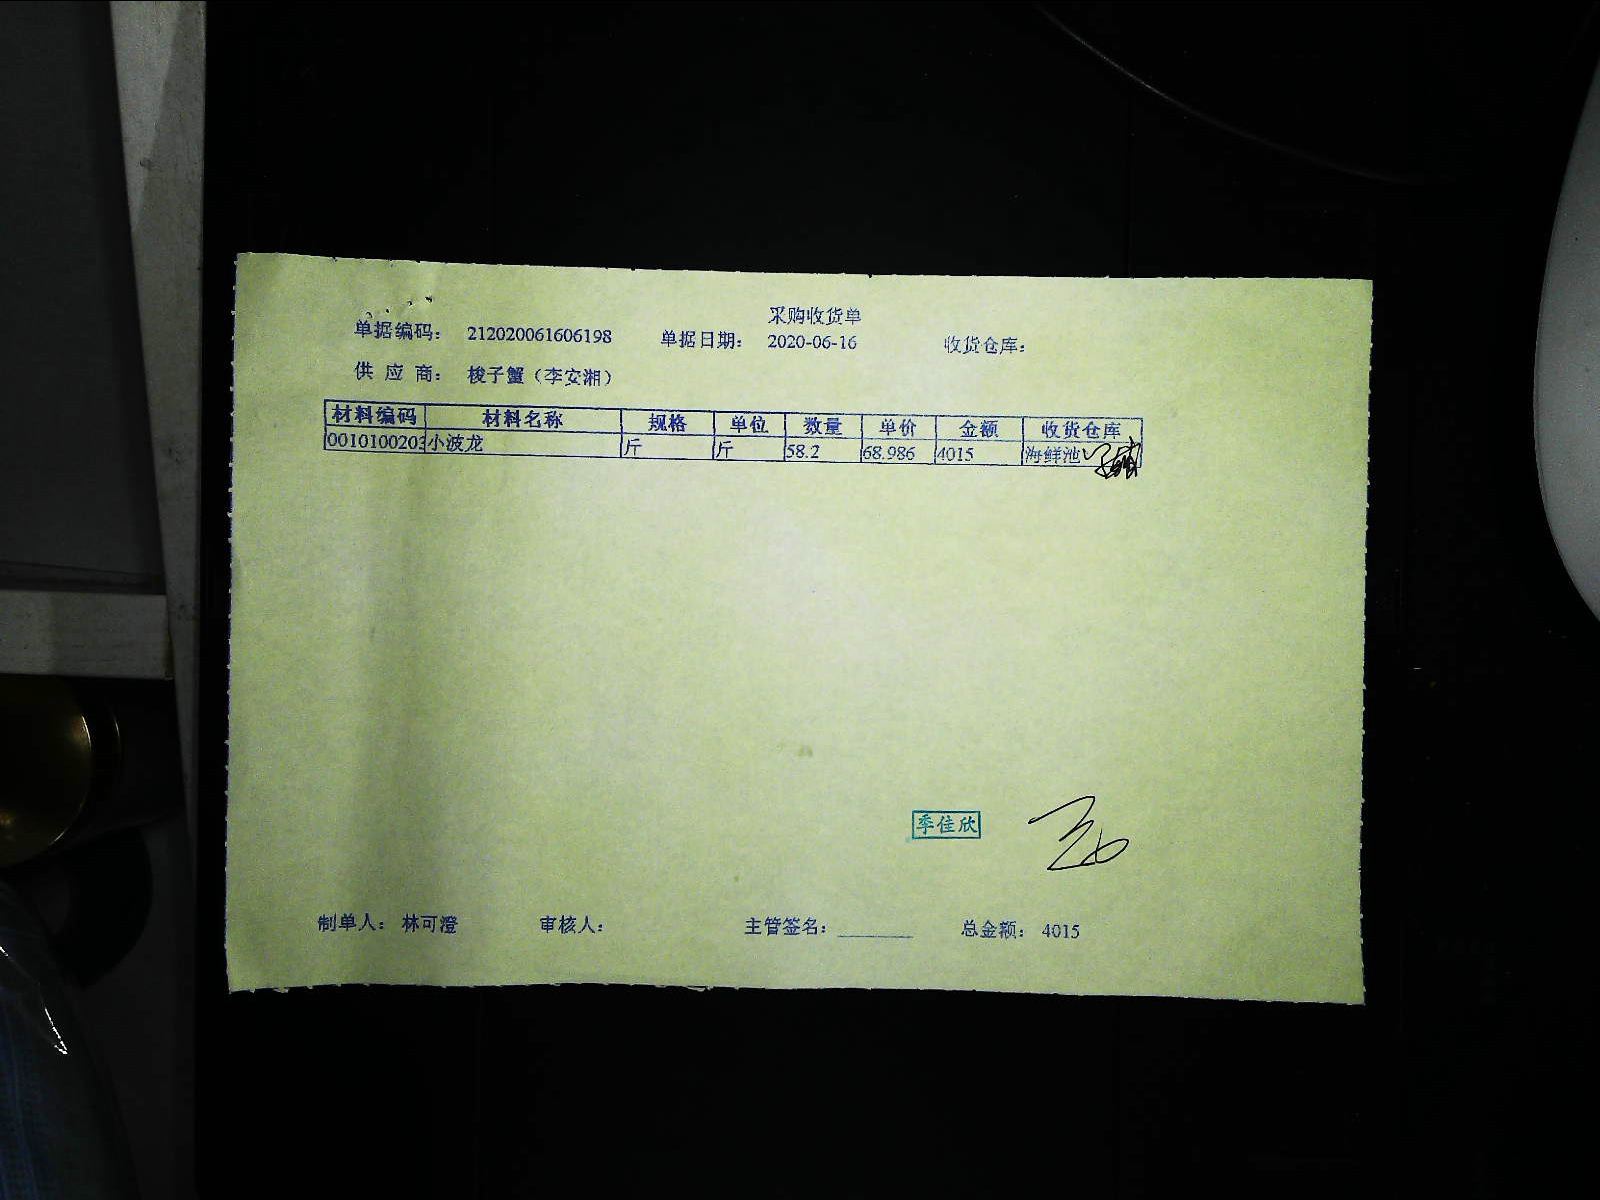 采购收货单
单据编码： 212020061606198 单据日期： 2020-06-16 收货仓库：
供 应 商： 梭子蟹（李安湘）
材料编码 材料名称 规格 单位 数量 单价 金额 收货仓库
0010100203 小波龙 斤 斤 58.2 68.986 4015 海鲜池
季佳欣
制单人： 林可澄 审核人： 主管签名： 总金额： 4015